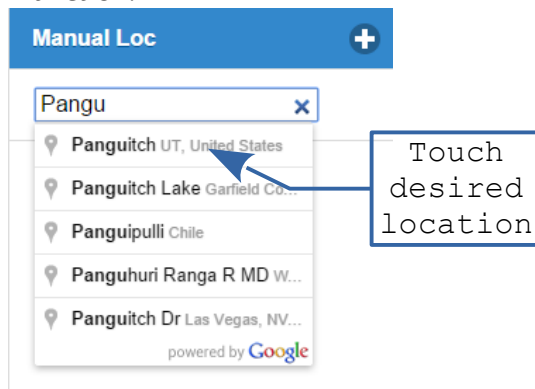 Manual Loc
Pangu
Panguitch UT, United States
Panguitch Lake Garfield Co...
Panguipulli Chile
Panguhuri Ranga R MD W...
Panguitch Dr Las Vegas, NV...
powered by Google
Touch
desired
location